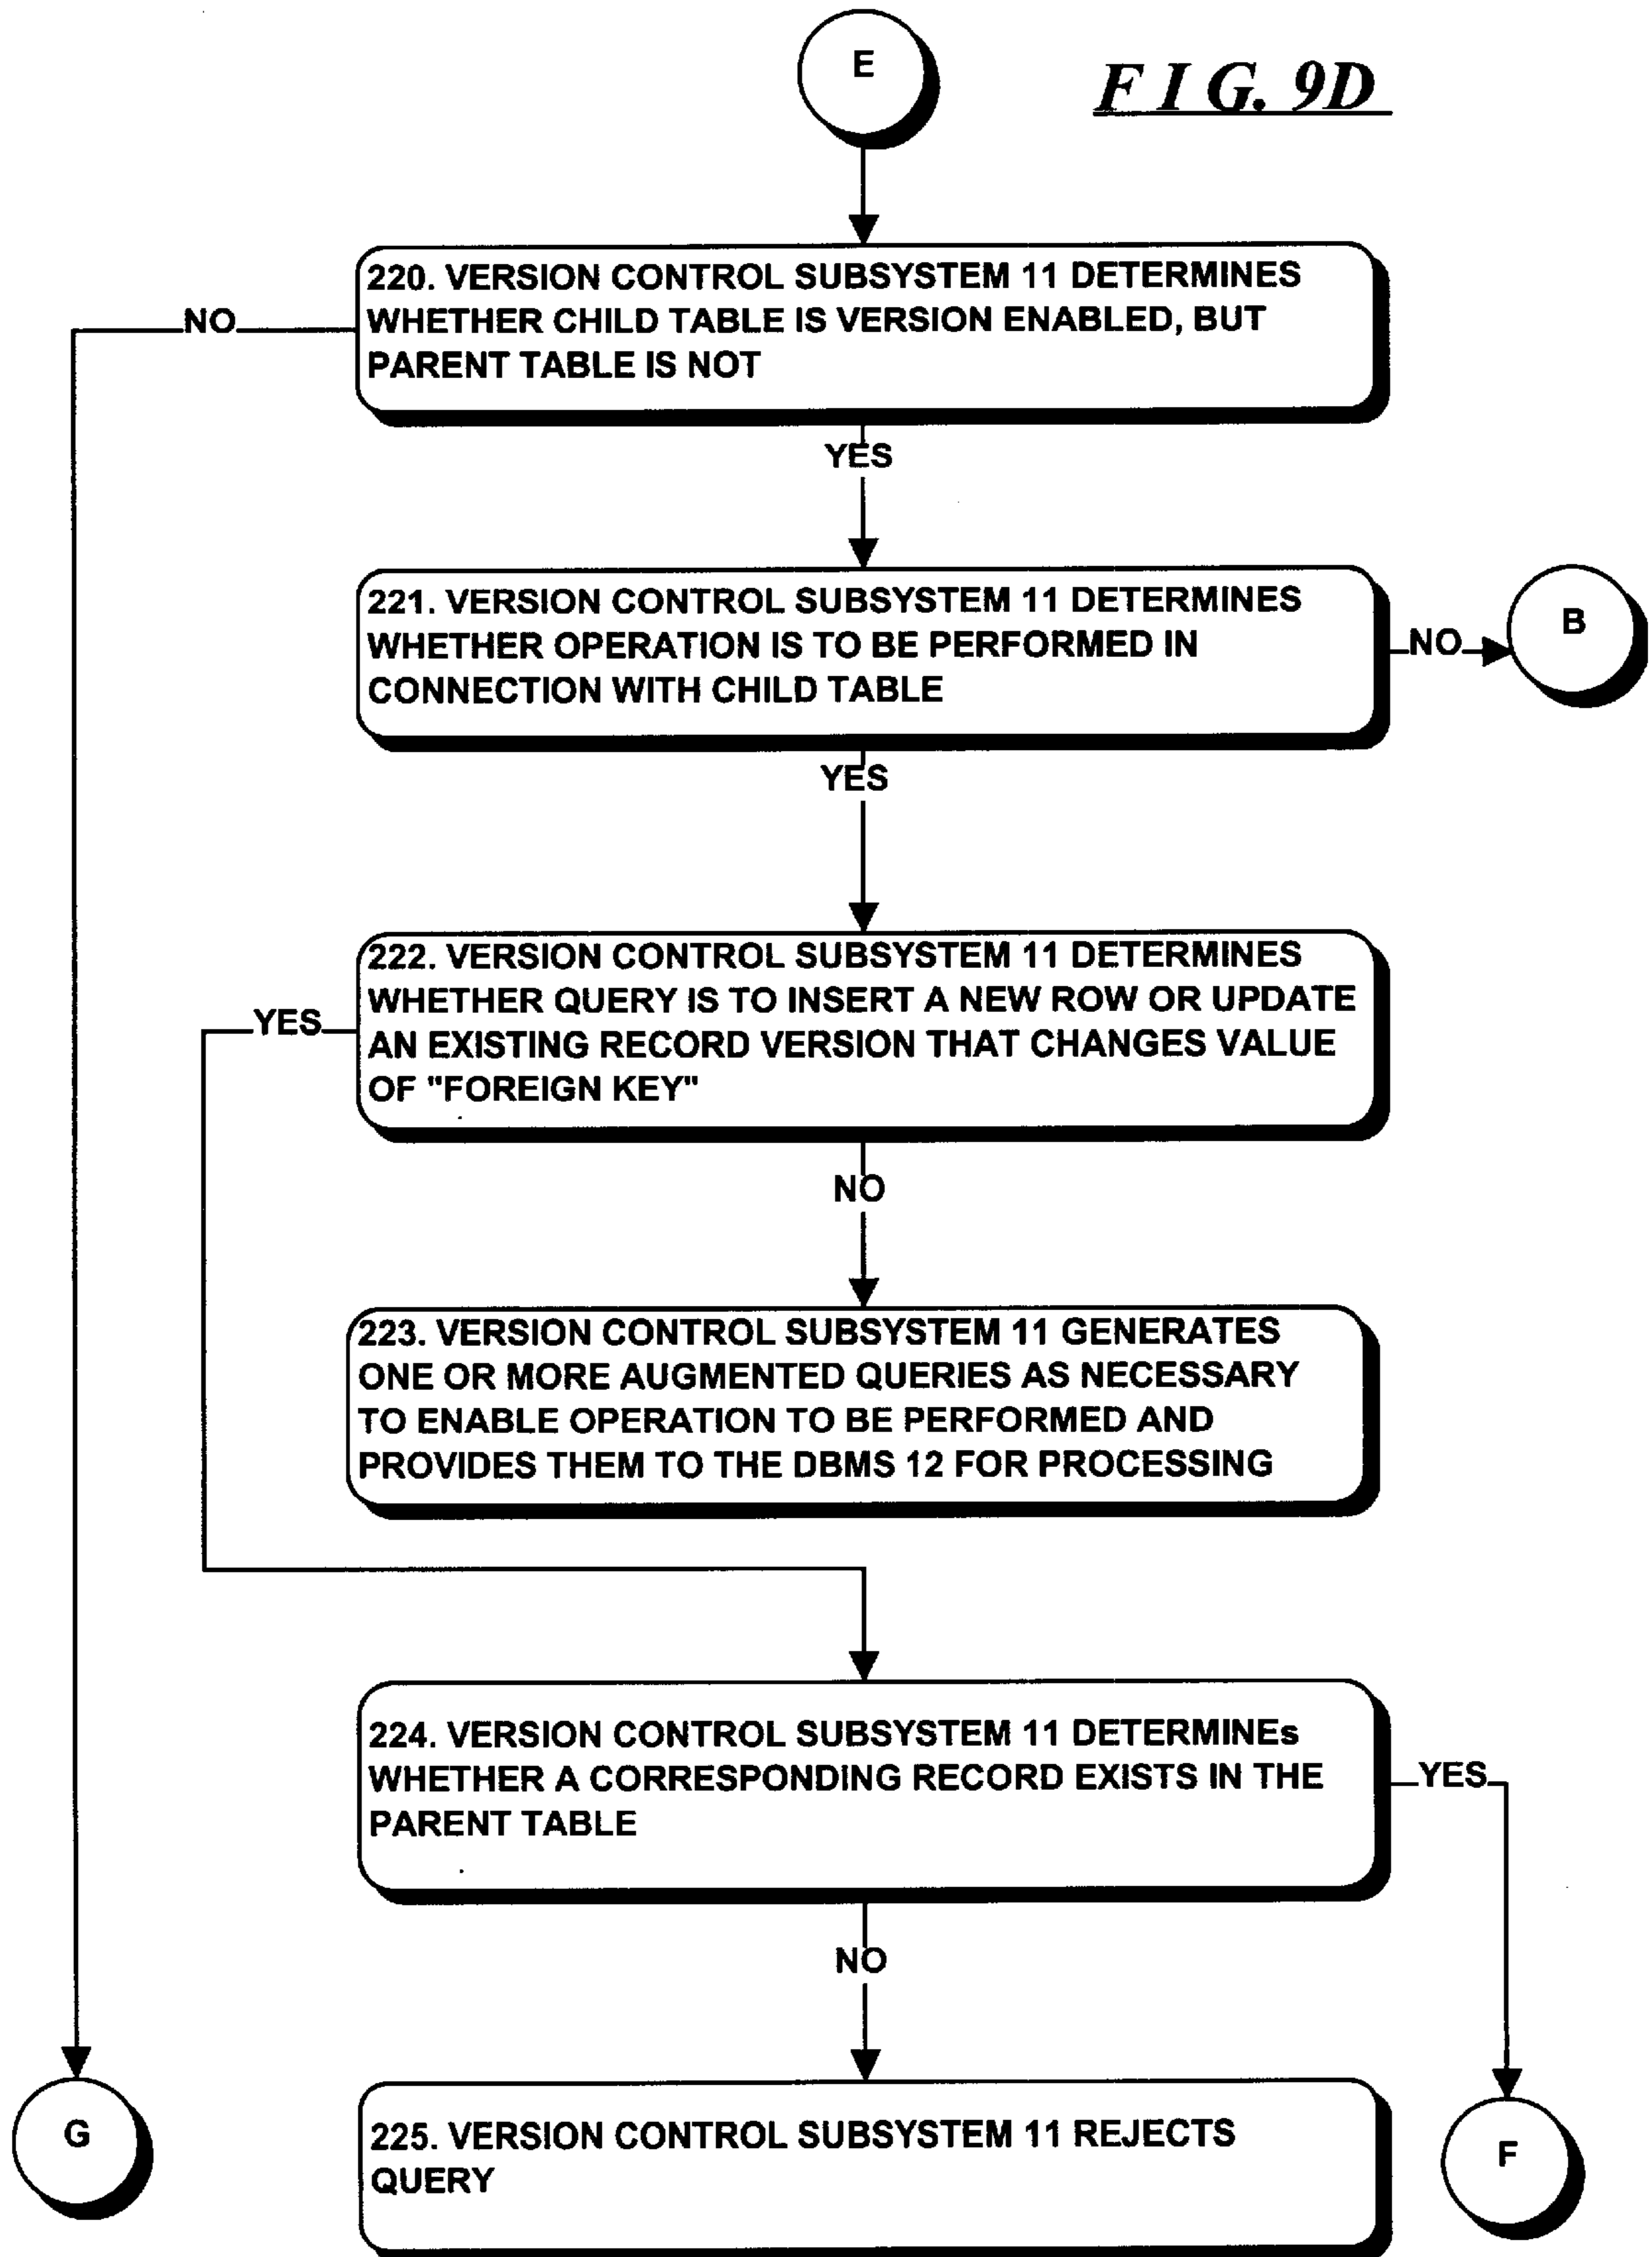 E
F I G. 9D
220. VERSION CONTROL SUBSYSTEM 11 DETERMINES
WHETHER CHILD TABLE IS VERSION ENABLED, BUT
PARENT TABLE IS NOT
NO
YES
221. VERSION CONTROL SUBSYSTEM 11 DETERMINES
WHETHER OPERATION IS TO BE PERFORMED IN
CONNECTION WITH CHILD TABLE
NO
B
YES
222. VERSION CONTROL SUBSYSTEM 11 DETERMINES
WHETHER QUERY IS TO INSERT A NEW ROW OR UPDATE
AN EXISTING RECORD VERSION THAT CHANGES VALUE
OF "FOREIGN KEY"
YES
NO
223. VERSION CONTROL SUBSYSTEM 11 GENERATES
ONE OR MORE AUGMENTED QUERIES AS NECESSARY
TO ENABLE OPERATION TO BE PERFORMED AND
PROVIDES THEM TO THE DBMS 12 FOR PROCESSING
224. VERSION CONTROL SUBSYSTEM 11 DETERMINEs
WHETHER A CORRESPONDING RECORD EXISTS IN THE
PARENT TABLE
YES
NO
G
225. VERSION CONTROL SUBSYSTEM 11 REJECTS
QUERY
F